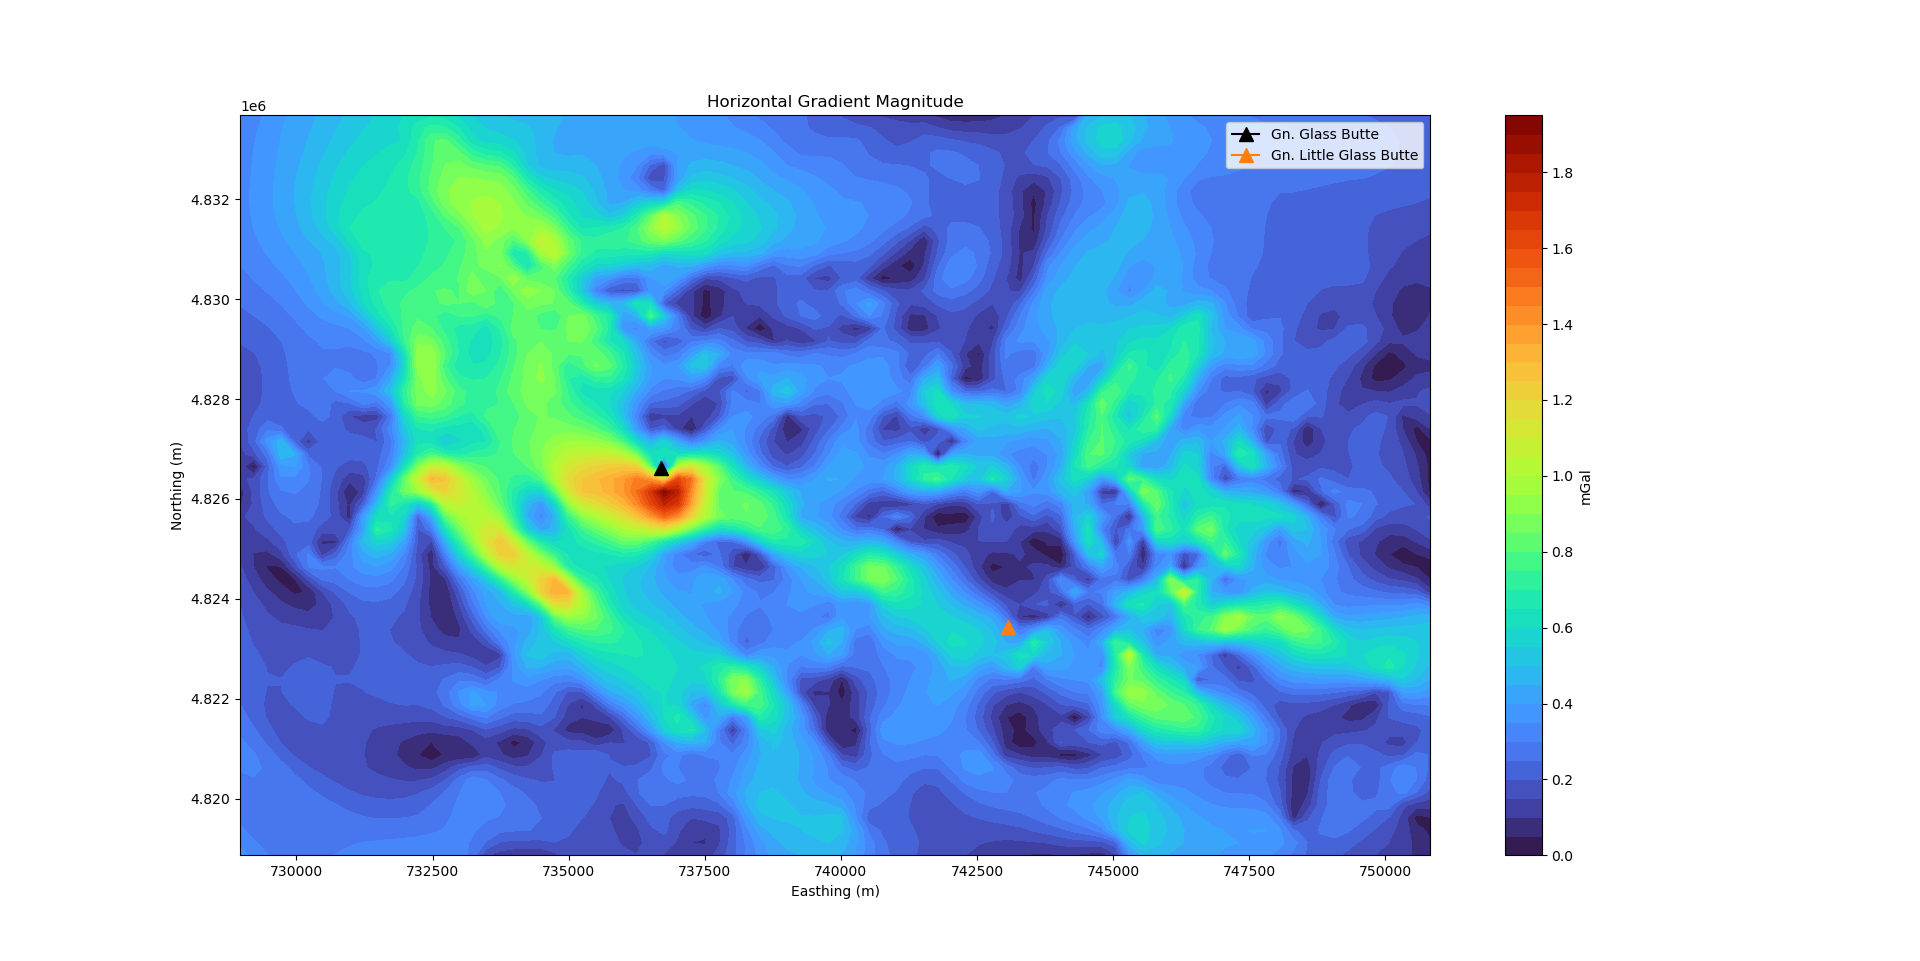 Horizontal Gradient Magnitude
1e6
Gn. Glass Butte
Gn. Little Glass Butte
4.832
4.830
4.828
4.826
4.824
4.822
4.820
Northing (m)
730000 732500 735000 737500 740000 742500 745000 747500 750000
Easthing (m)
1.8
1.6
1.4
1.2
1.0
0.8
0.6
0.4
0.2
0.0
mGal